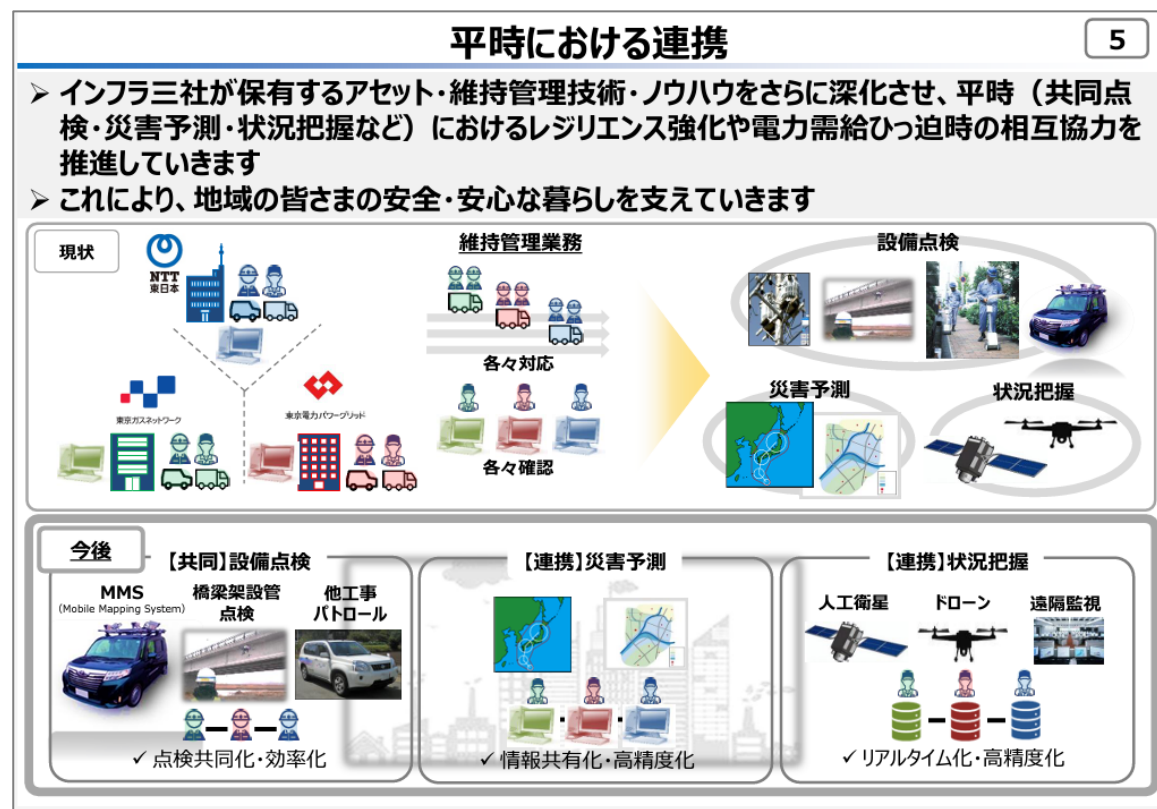 平時における連携
5
➢ インフラ三社が保有するアセット・維持管理技術・ノウハウをさらに深化させ、平時（共同点
検・災害予測・状況把握など）におけるレジリエンス強化や電力需給ひっ迫時の相互協力を
推進していきます
➢ これにより、地域の皆さまの安全・安心な暮らしを支えていきます
現状
NTT
東日本
東京ガスネットワーク
東京電力パワーグリッド
維持管理業務
各々対応
各々確認
設備点検
災害予測
状況把握
今後
【共同】設備点検
MMS
(Mobile Mapping System)
橋梁架設管
点検
他工事
パトロール
✓ 点検共同化・効率化
【連携】災害予測
✓ 情報共有化・高精度化
【連携】状況把握
人工衛星
ドローン
遠隔監視
✓ リアルタイム化・高精度化